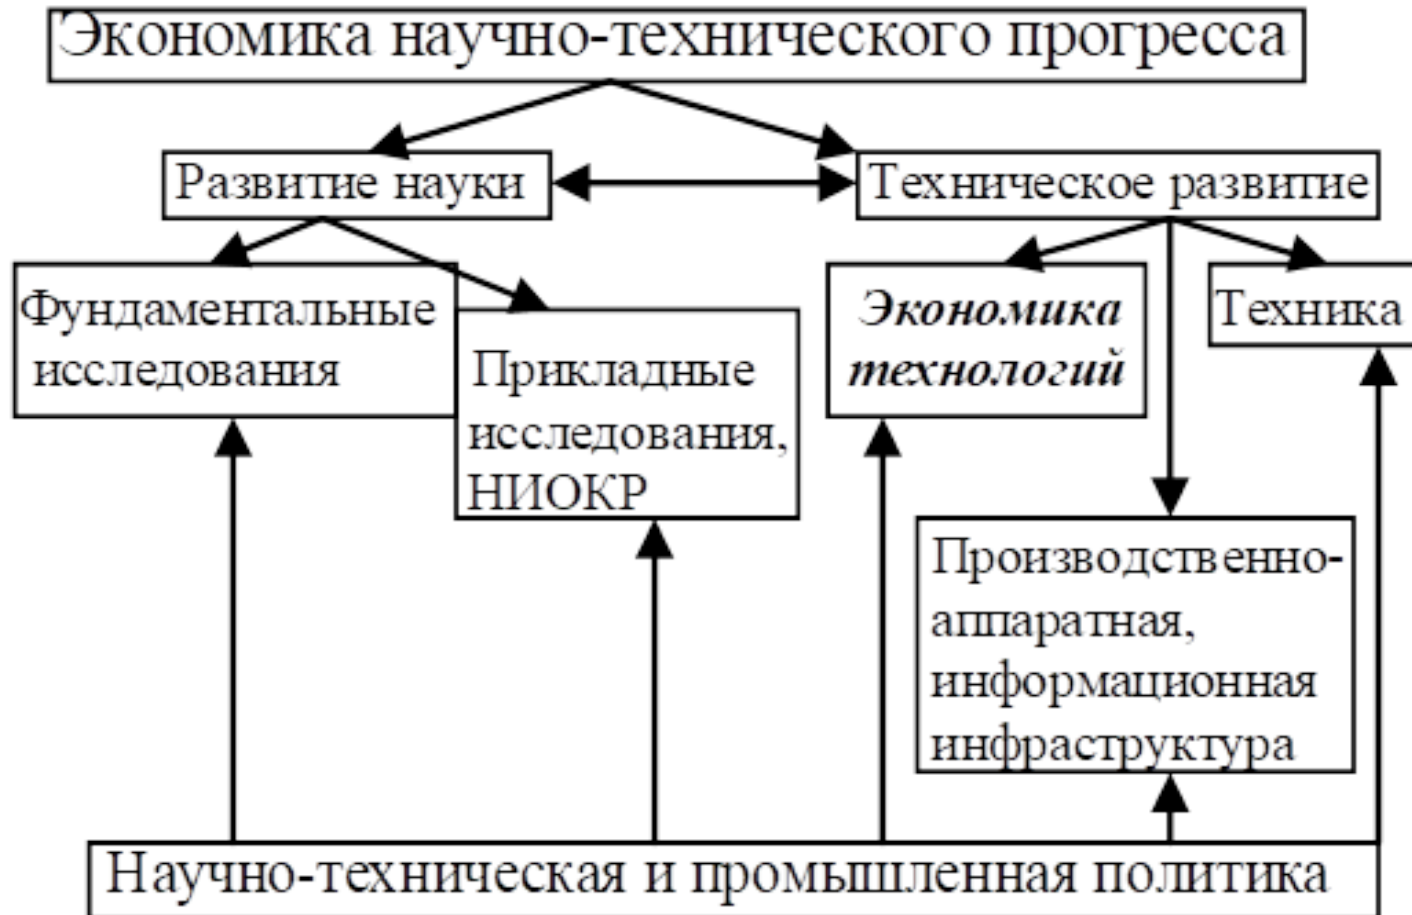 Экономика научно-технического прогресса
Развитие науки
Техническое развитие
Фундаментальные
исследования
Прикладные
исследования,
НИОКР
Экономика
технологий
Техника
Производственно-
аппаратная,
информационная
инфраструктура
Научно-техническая и промышленная политика